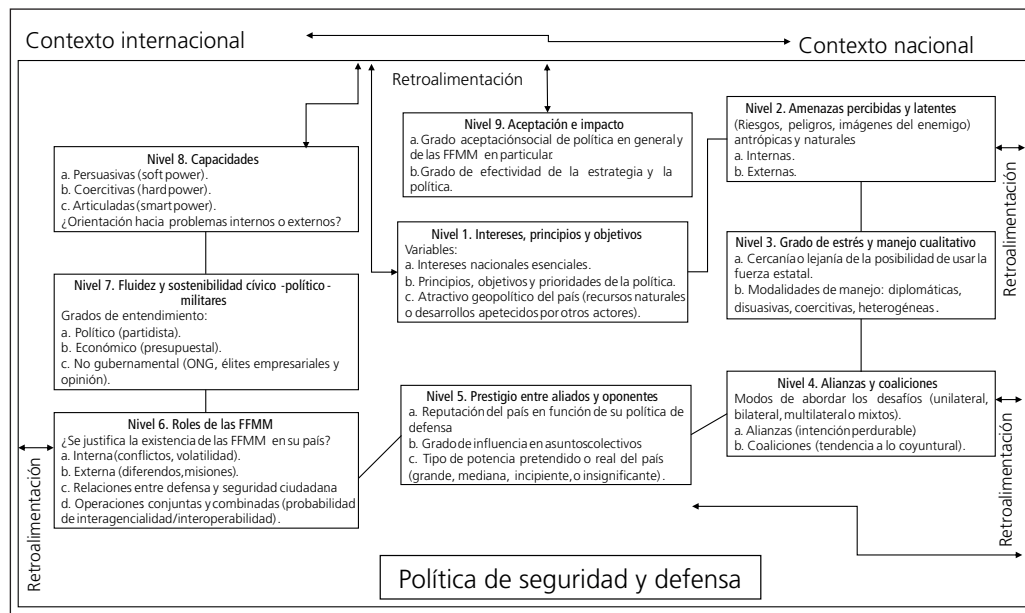 Contexto internacional
Contexto nacional
Retroalimentación
Nivel 9. Aceptación e impacto
a. Grado aceptaciónsocial de política en general y
de las FFMM en particular.
b. Grado de efectividad de la estrategia y la
política.
Nivel 2. Amenazas percibidas y latentes
(Riesgos, peligros, imágenes del enemigo)
antrópicas y naturales
a. Internas.
b. Externas.
Retroalimentación
Nivel 8. Capacidades
a. Persuasivas (soft power).
b. Coercitivas (hard power).
c. Articuladas (smart power).
¿Orientación hacia problemas internos o externos?
Nivel 1. Intereses, principios y objetivos
Variables:
a. Intereses nacionales esenciales.
b. Principios, objetivos y prioridades de la política.
c. Atractivo geopolítico del país (recursos naturales
o desarrollos apetecidos por otros actores).
Nivel 3. Grado de estrés y manejo cualitativo
a. Cercanía o lejanía de la posibilidad de usar la
fuerza estatal.
b. Modalidades de manejo: diplomáticas,
disuasivas, coercitivas, heterogéneas.
Nivel 7. Fluidez y sostenibilidad cívico -político -
militares
Grados de entendimiento:
a. Político (partidista).
b. Económico (presupuestal).
c. No gubernamental (ONG, élites empresariales y
opinión).
Nivel 5. Prestigio entre aliados y oponentes
a. Reputación del país en función de su política de
defensa
b. Grado de influencia en asuntos colectivos
c. Tipo de potencia pretendido o real del país
(grande, mediana, incipiente, o insignificante).
Nivel 4. Alianzas y coaliciones
Modos de abordar los desafíos (unilateral,
bilateral, multilateral o mixtos).
a. Alianzas (intención perdurable)
b. Coaliciones (tendencia a lo coyuntural).
Retroalimentación
Nivel 6. Roles de las FFMM
¿Se justifica la existencia de las FFMM en su país?
a. Interna (conflictos, volatilidad).
b. Externa (diferendos, misiones).
c. Relaciones entre defensa y seguridad ciudadana
d. Operaciones conjuntas y combinadas (probabilidad
de interagencialidad/interoperabilidad).
Retroalimentación
Política de seguridad y defensa